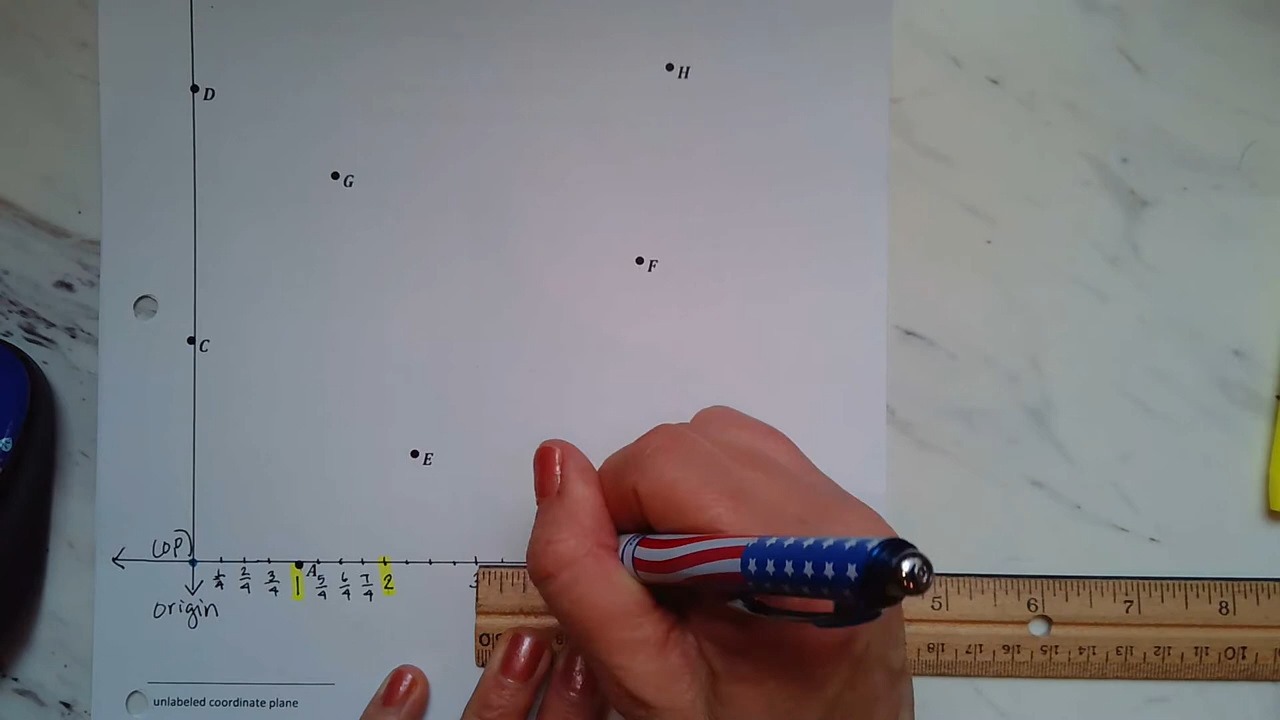 H
D
G
F
C
E
(0,0)
A
1/4 2/4 3/4 1 5/4 6/4 7/4 2 3
origin
5 6 7 8
unlabeled coordinate plane